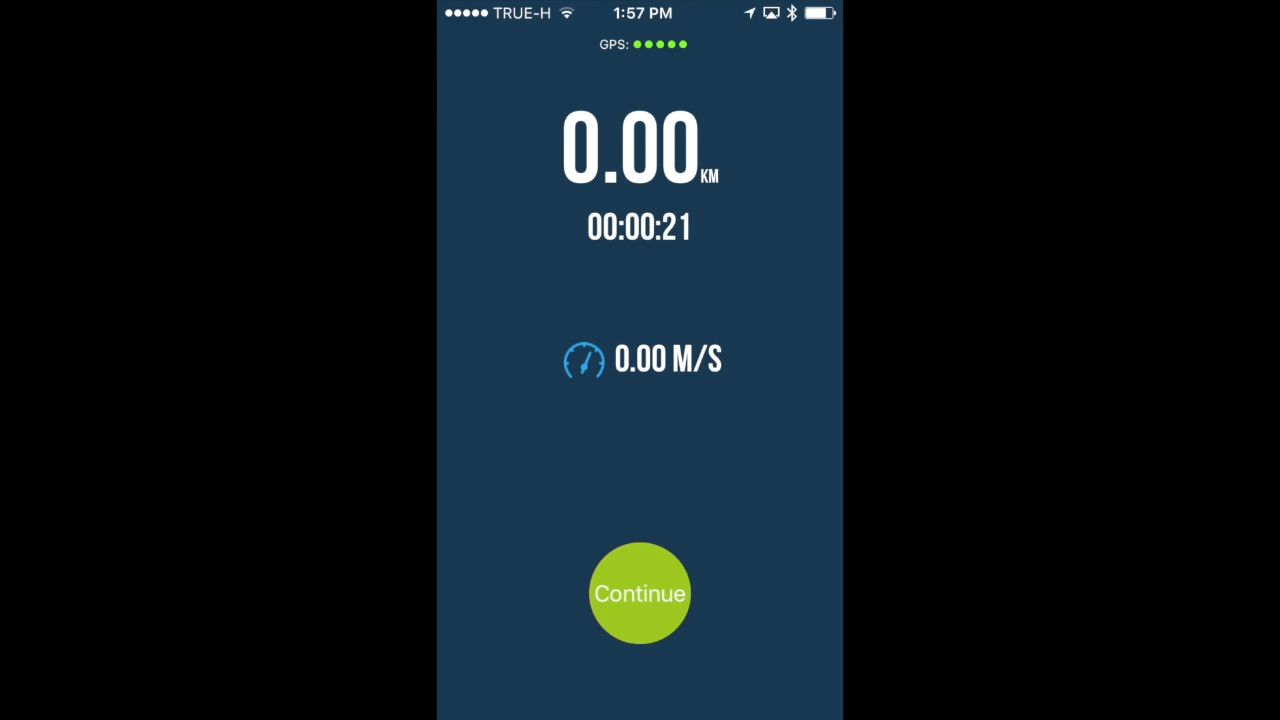 TRUE-H 1:57 PM
GPS:
0.00 KM
00:00:21
0.00 M/S
Continue